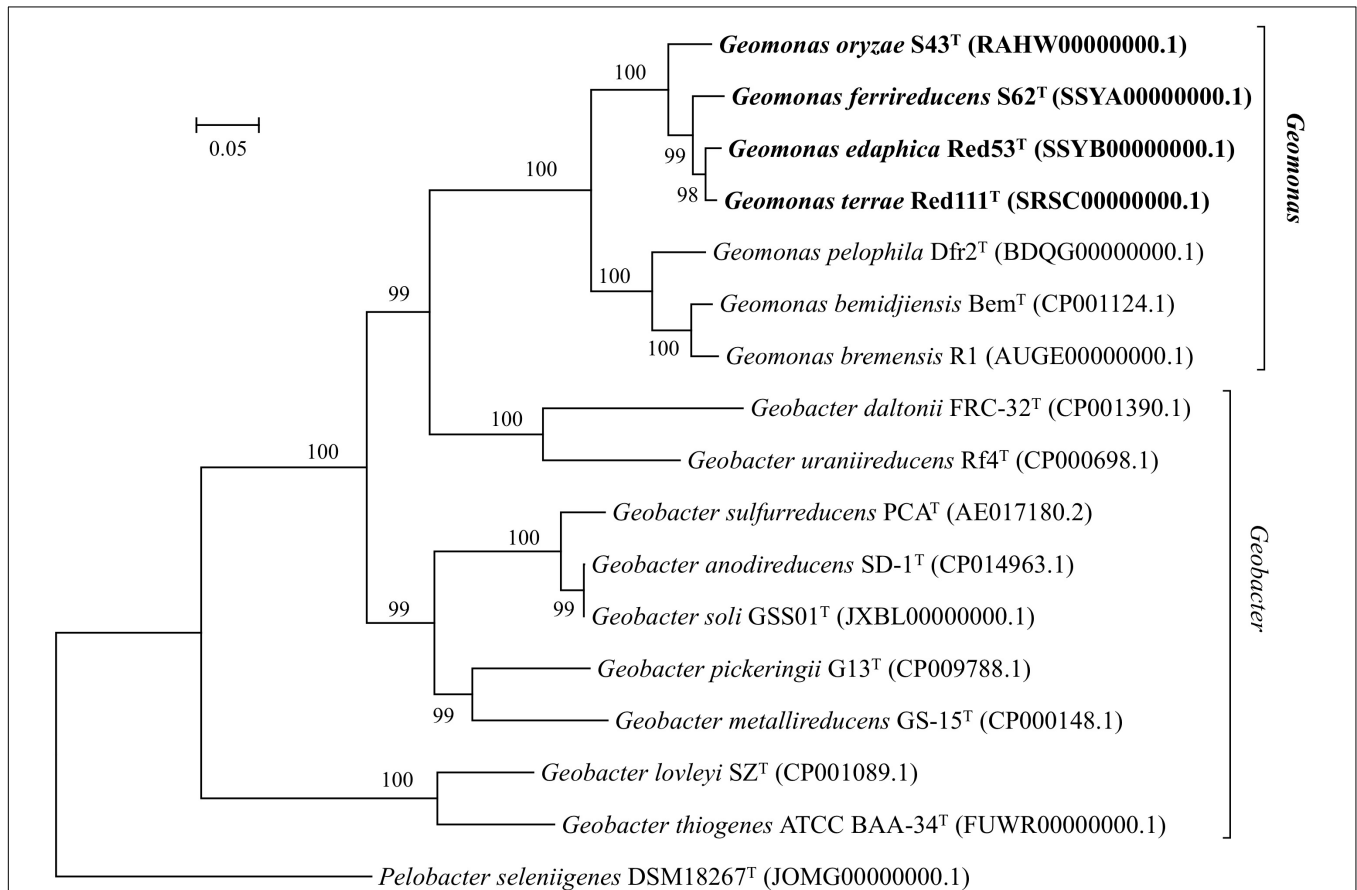 100
Geomonas oryzae S43ᵀ (RAHW00000000.1)
Geomonas ferrireducens S62ᵀ (SSYA00000000.1)
0.05
Geomonas edaphica Red53ᵀ (SSYB00000000.1)
99
100
98
Geomonas terrae Red111ᵀ (SRSC00000000.1)
Geomonas
Geomonas pelophila Dfr2ᵀ (BDQG00000000.1)
100
99
Geomonas bemidjiensis Bemᵀ (CP001124.1)
100
Geomonas bremensis R1 (AUGE00000000.1)
Geobacter daltonii FRC-32ᵀ (CP001390.1)
100
100
Geobacter uraniireducens Rf4ᵀ (CP000698.1)
Geobacter sulfurreducens PCAᵀ (AE017180.2)
100
Geobacter anodireducens SD-1ᵀ (CP014963.1)
Geobacter
99
99
Geobacter soli GSS01ᵀ (JXBL00000000.1)
Geobacter pickeringii G13ᵀ (CP009788.1)
99
Geobacter metallireducens GS-15ᵀ (CP000148.1)
100
Geobacter lovleyi SZᵀ (CP001089.1)
Geobacter thiogenes ATCC BAA-34ᵀ (FUWR00000000.1)
Pelobacter seleniigenes DSM18267ᵀ (JOMG00000000.1)